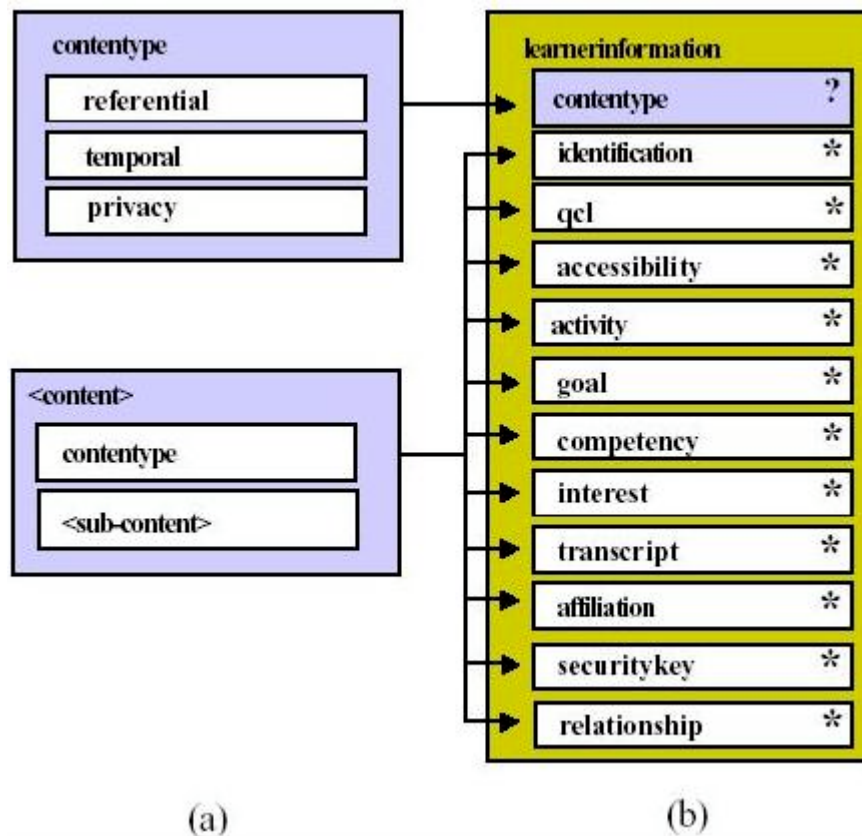 contentype
referential
temporal
privacy
<content>
contentype
<sub-content>
(a)
learnerinformation
contentype ?
identification *
qcl *
accessibility *
activity *
goal *
competency *
interest *
transcript *
affiliation *
securitykey *
relationship *
(b)